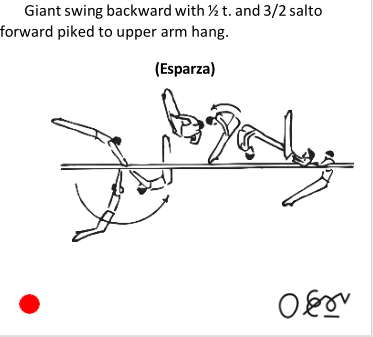 Giant swing backward with ½ t. and 3/2 salto
forward piked to upper arm hang.
(Esparza)